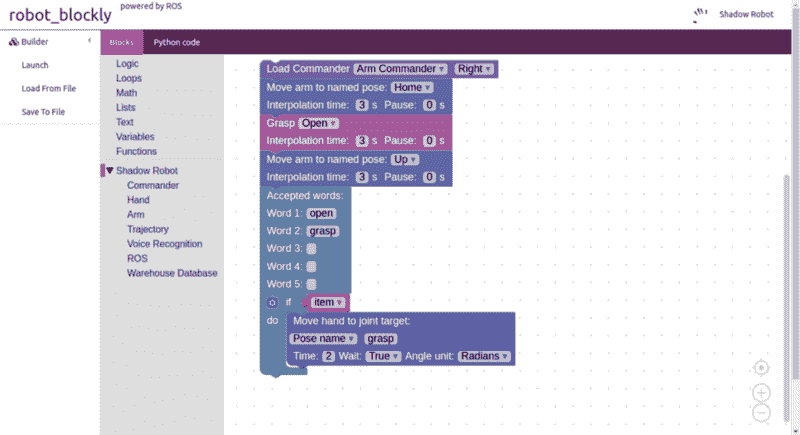 robot_blockly powered by ROS
Shadow Robot
Builder
Launch
Load From File
Save To File
Blocks Python code
Logic
Loops
Math
Lists
Text
Variables
Functions
Shadow Robot
Commander
Hand
Arm
Trajectory
Voice Recognition
ROS
Warehouse Database
Load Commander Arm Commander Right
Move arm to named pose: Home
Interpolation time: 3 s Pause: 0 s
Grasp Open
Interpolation time: 3 s Pause: 0 s
Move arm to named pose: Up
Interpolation time: 3 s Pause: 0 s
Accepted words:
Word 1: open
Word 2: grasp
Word 3:
Word 4:
Word 5:
if item
do Move hand to joint target:
Pose name grasp
Time: 2 Wait: True Angle unit: Radians